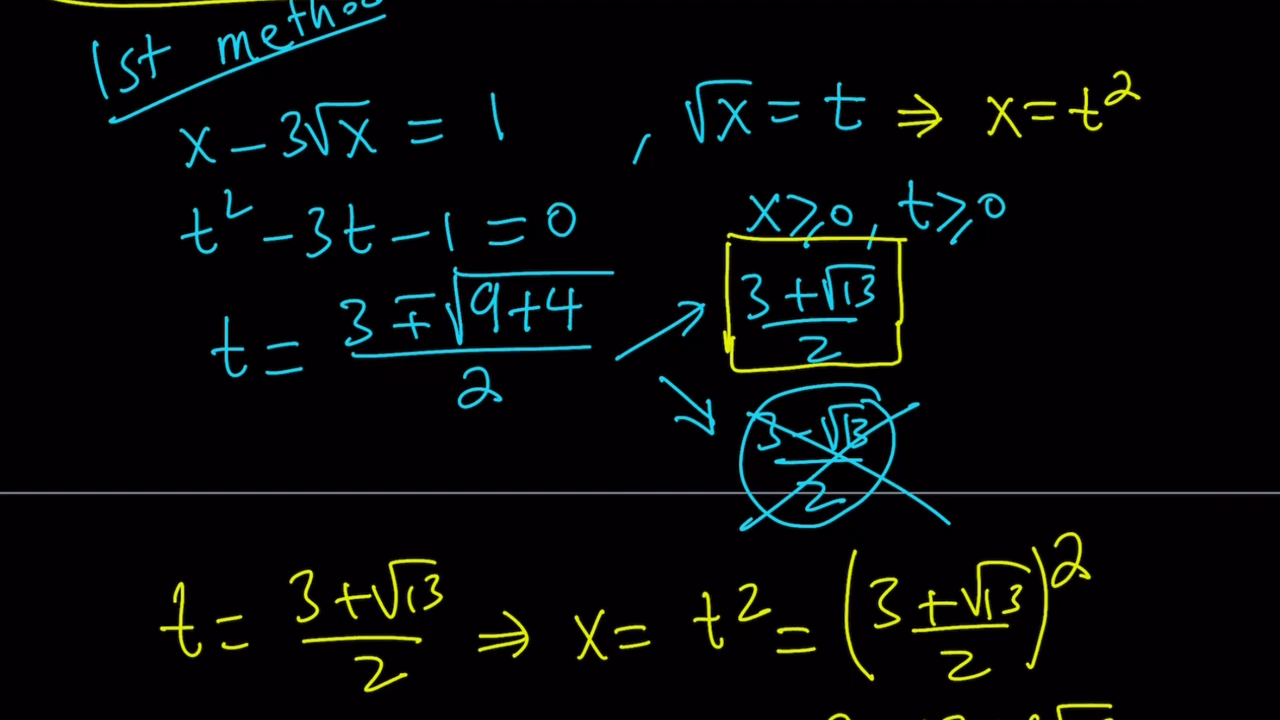 1st method
x - 3√x = 1 , √x = t ⇒ x = t²
t² - 3t - 1 = 0 x ⩾ 0, t ⩾ 0
t = (3 ∓ √(9+4))/2 (3 + √13)/2
(3 - √13)/2
t = (3 + √13)/2 ⇒ x = t² = ((3 + √13)/2)²